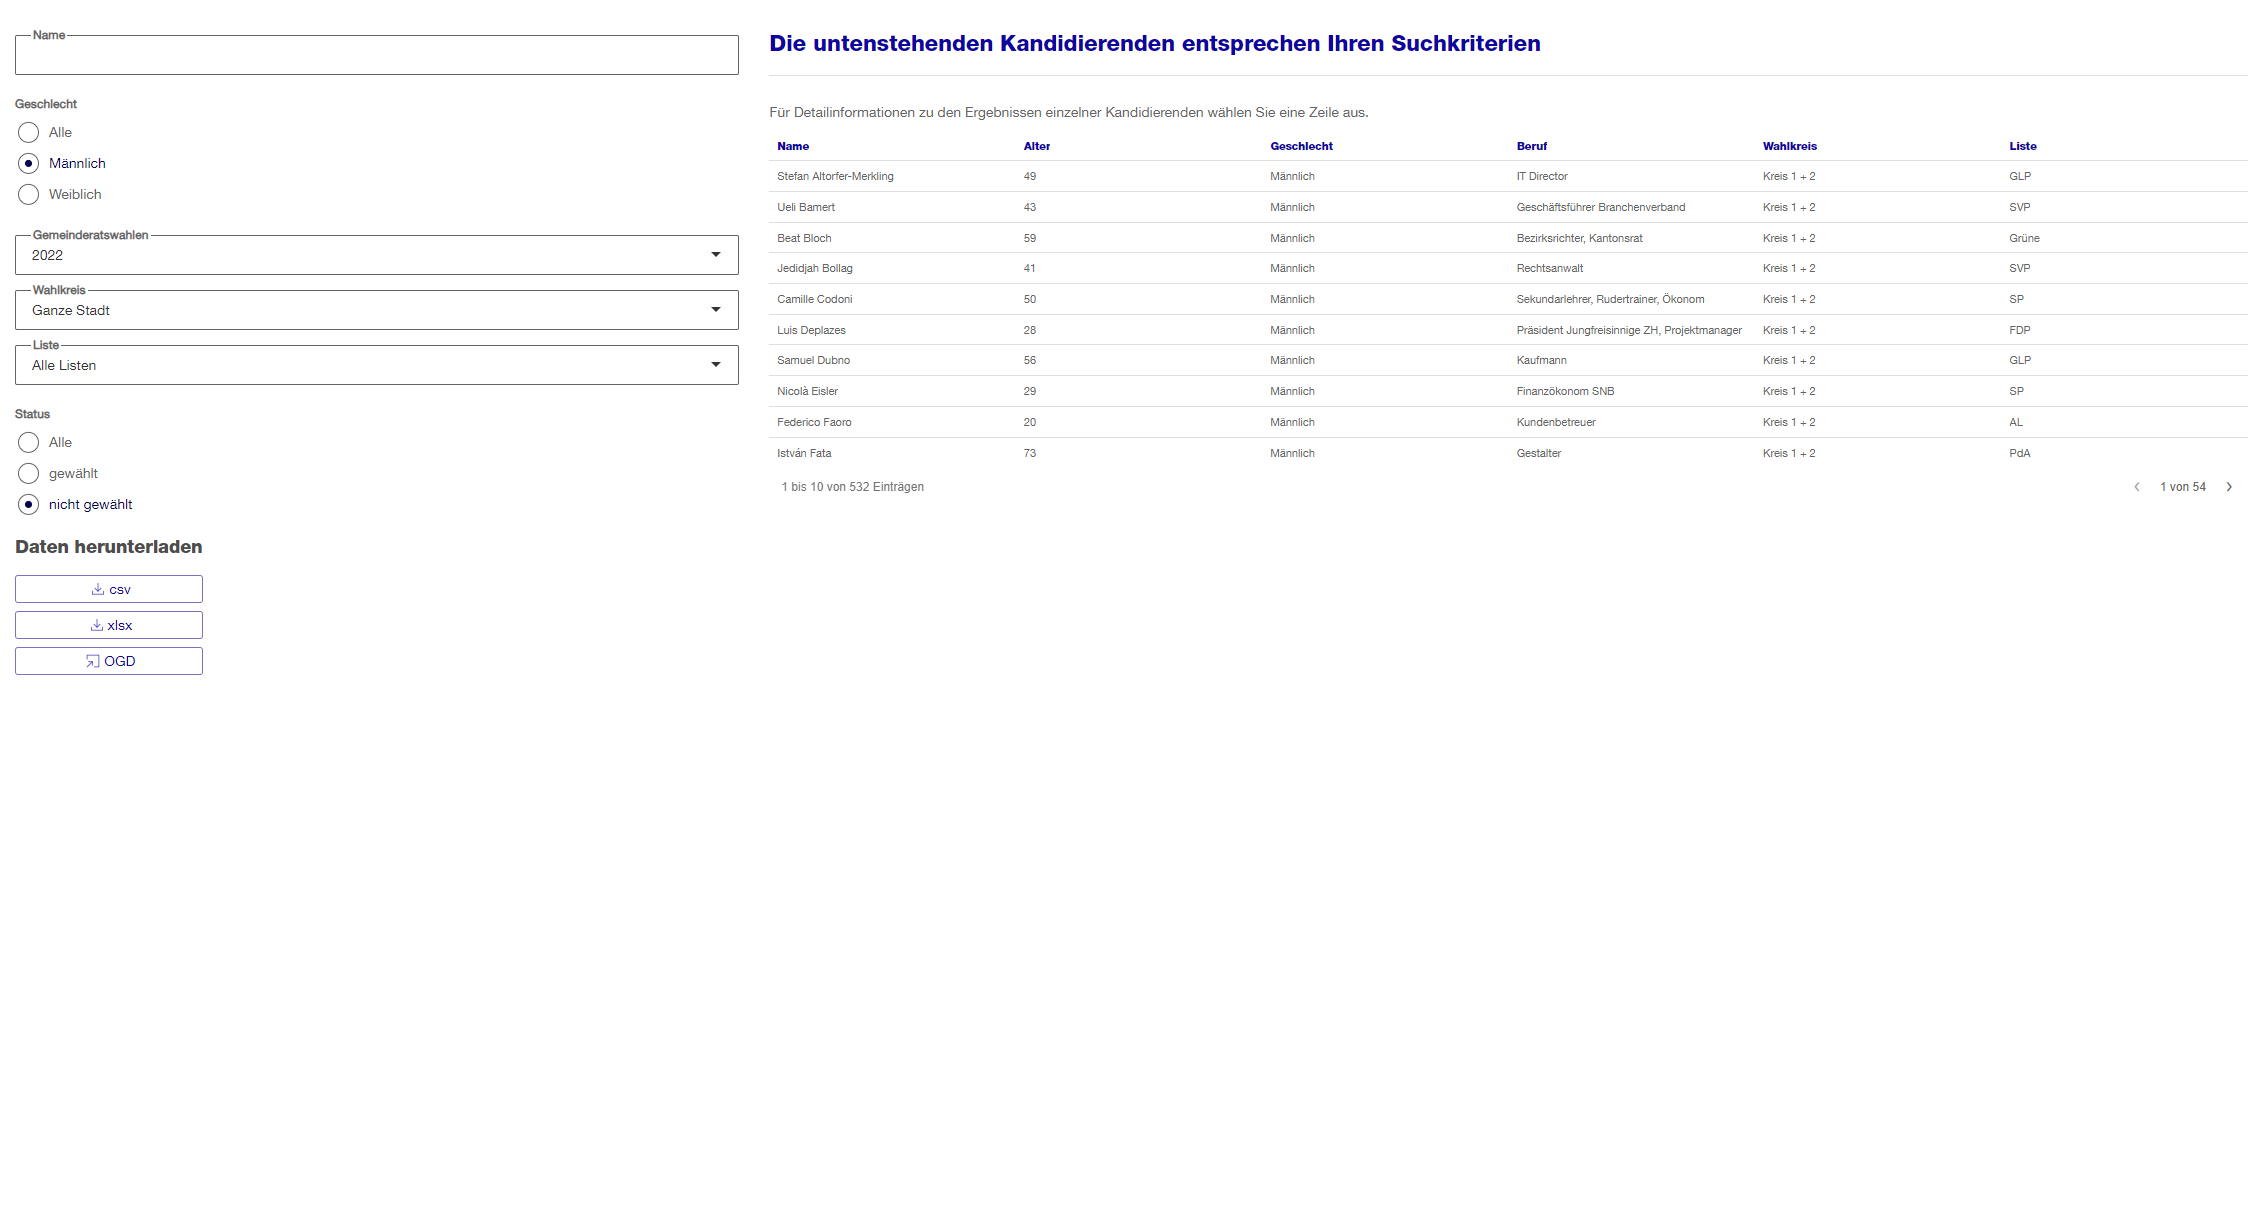 Name
Geschlecht
Alle
Männlich
Weiblich
Gemeinderatswahlen
2022
Wahlkreis
Ganze Stadt
Liste
Alle Listen
Status
Alle
gewählt
nicht gewählt
Daten herunterladen
csv
xlsx
OGD
Die untenstehenden Kandidierenden entsprechen Ihren Suchkriterien
Für Detailinformationen zu den Ergebnissen einzelner Kandidierenden wählen Sie eine Zeile aus.
Name Alter Geschlecht Beruf Wahlkreis Liste
Stefan Altorfer-Merkling 49 Männlich IT Director Kreis 1 + 2 GLP
Ueli Bamert 43 Männlich Geschäftsführer Branchenverband Kreis 1 + 2 SVP
Beat Bloch 59 Männlich Bezirksrichter, Kantonsrat Kreis 1 + 2 Grüne
Jedidjah Bollag 41 Männlich Rechtsanwalt Kreis 1 + 2 SVP
Camille Codoni 50 Männlich Sekundarlehrer, Rudertrainer, Ökonom Kreis 1 + 2 SP
Luis Deplazes 28 Männlich Präsident Jungfreisinnige ZH, Projektmanager Kreis 1 + 2 FDP
Samuel Dubno 56 Männlich Kaufmann Kreis 1 + 2 GLP
Nicolà Eisler 29 Männlich Finanzökonom SNB Kreis 1 + 2 SP
Federico Faoro 20 Männlich Kundenbetreuer Kreis 1 + 2 AL
István Fata 73 Männlich Gestalter Kreis 1 + 2 PdA
1 bis 10 von 532 Einträgen 1 von 54